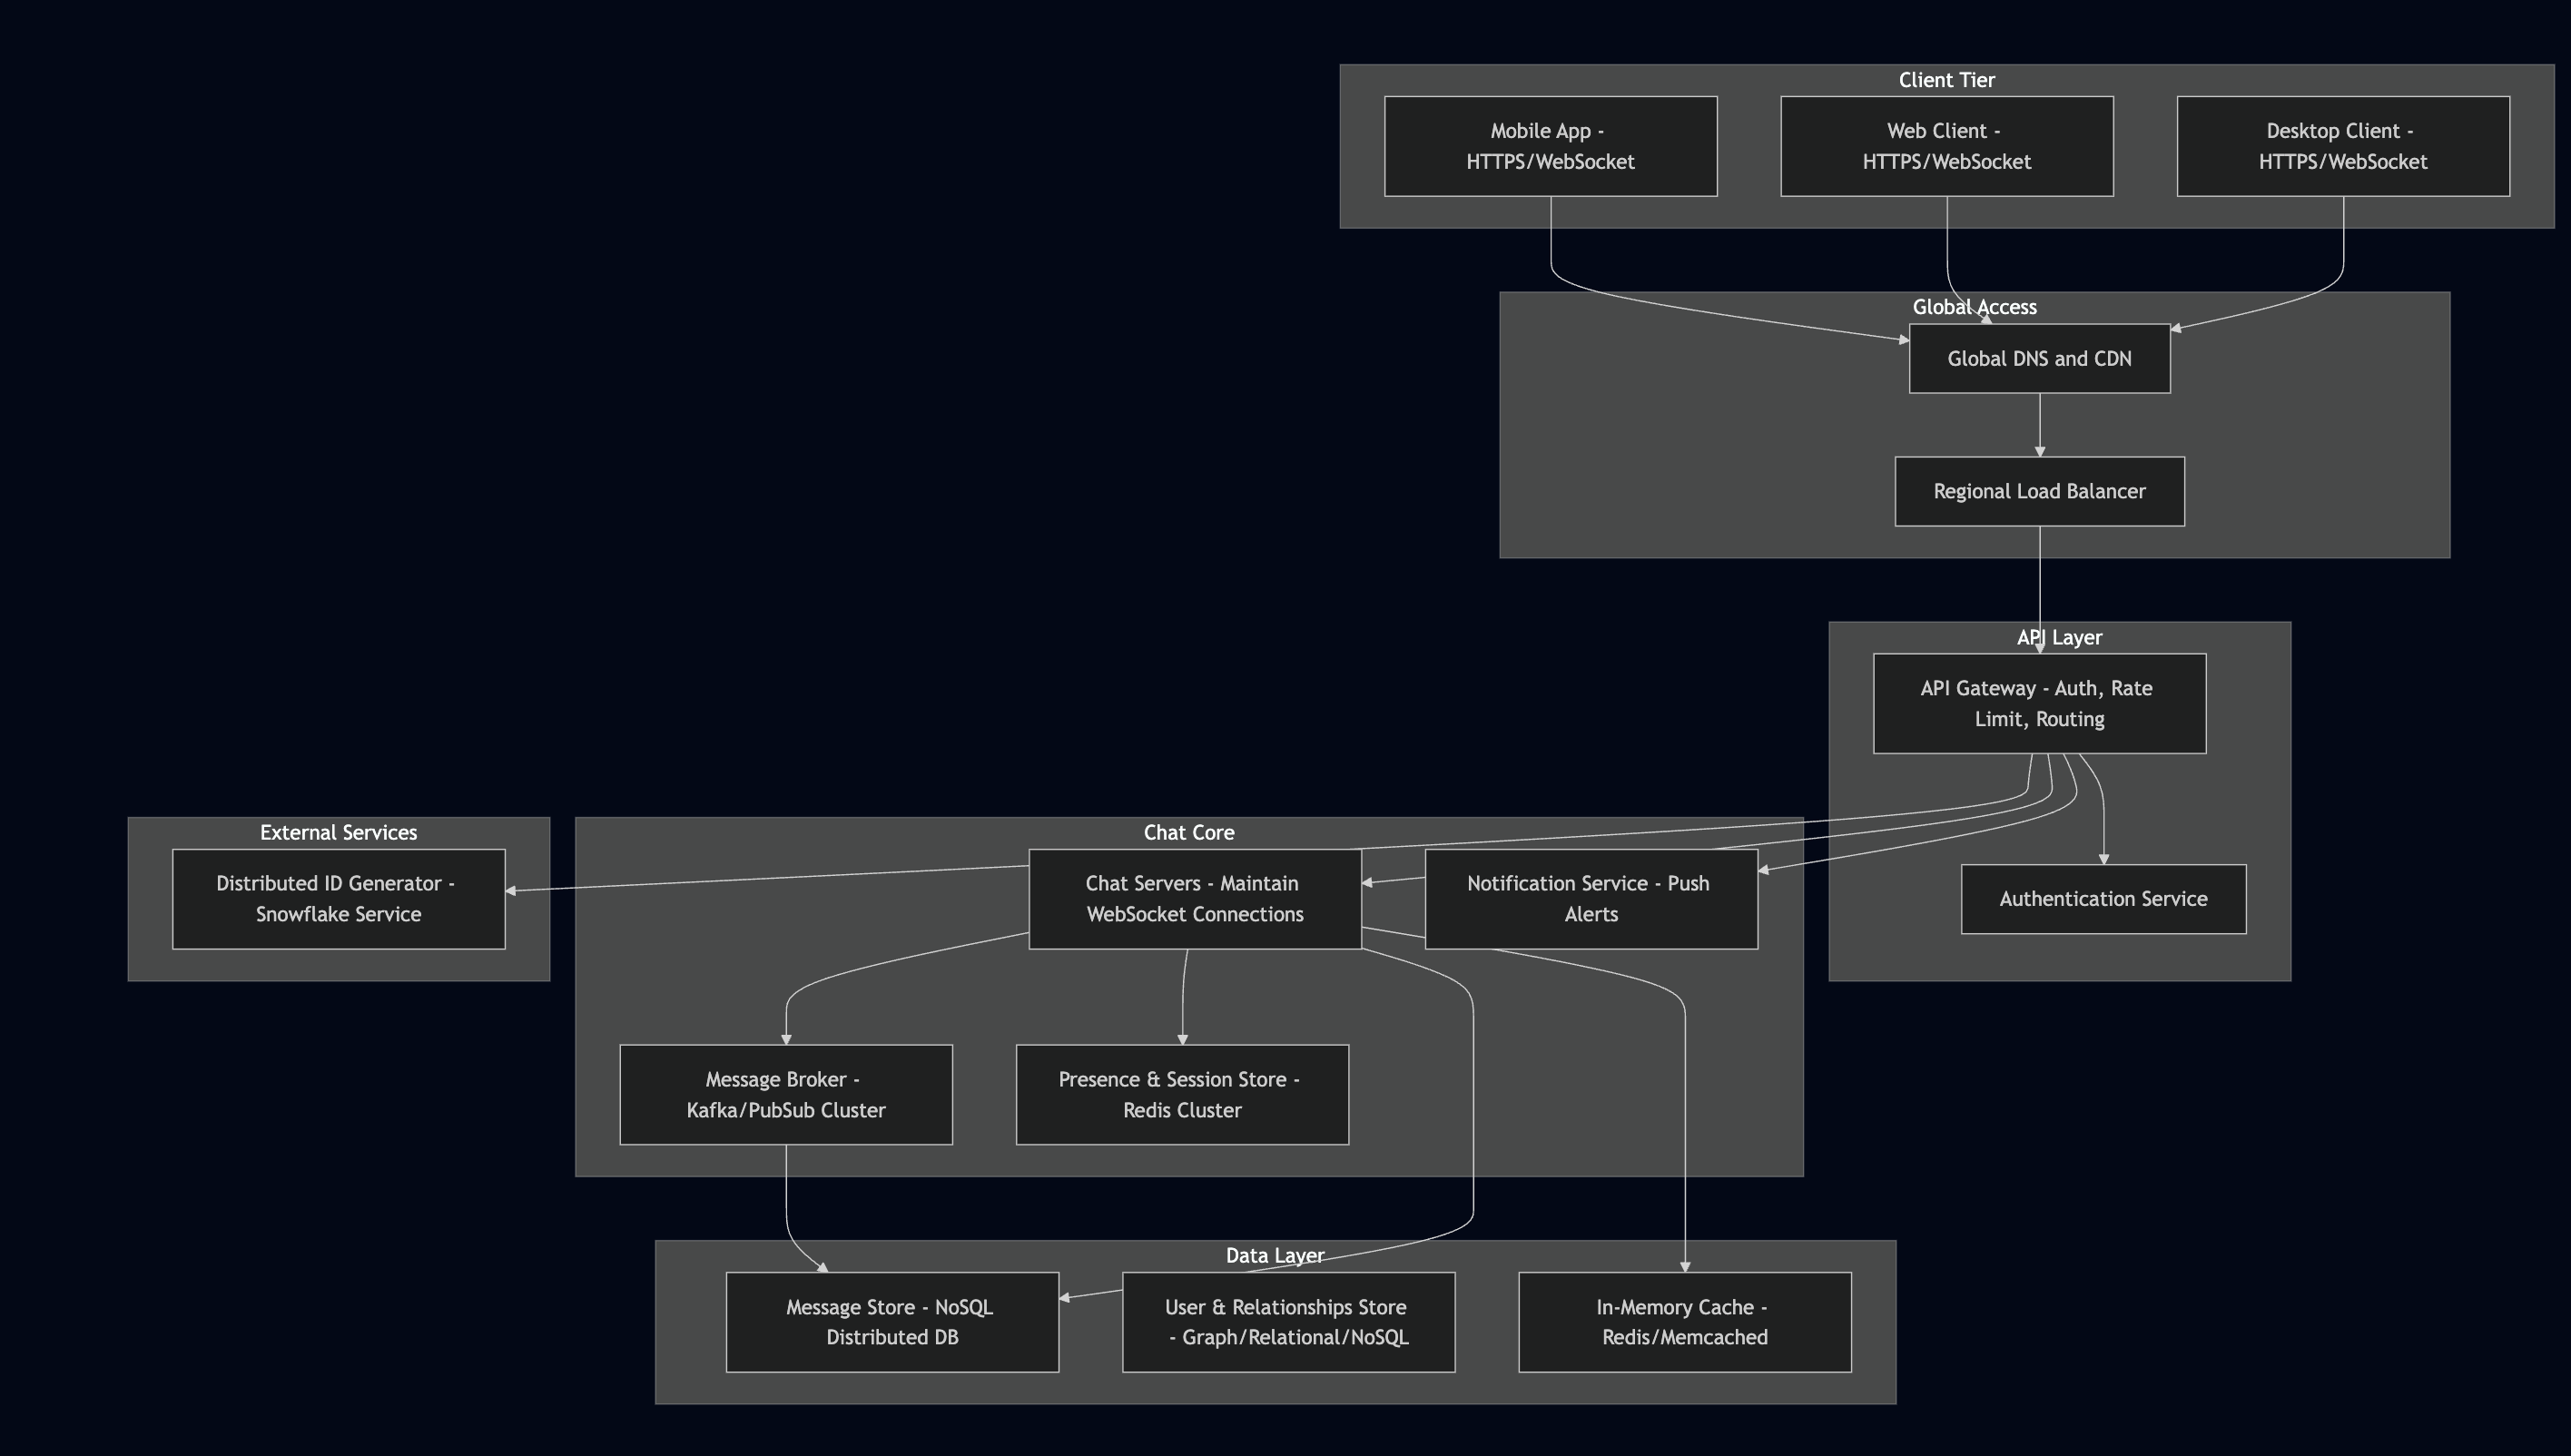 Client Tier
Mobile App -
HTTPS/WebSocket
Web Client -
HTTPS/WebSocket
Desktop Client -
HTTPS/WebSocket
Global Access
Global DNS and CDN
Regional Load Balancer
API Layer
API Gateway - Auth, Rate
Limit, Routing
Authentication Service
External Services
Distributed ID Generator -
Snowflake Service
Chat Core
Chat Servers - Maintain
WebSocket Connections
Notification Service - Push
Alerts
Message Broker -
Kafka/PubSub Cluster
Presence & Session Store -
Redis Cluster
Data Layer
Message Store - NoSQL
Distributed DB
User & Relationships Store
- Graph/Relational/NoSQL
In-Memory Cache -
Redis/Memcached